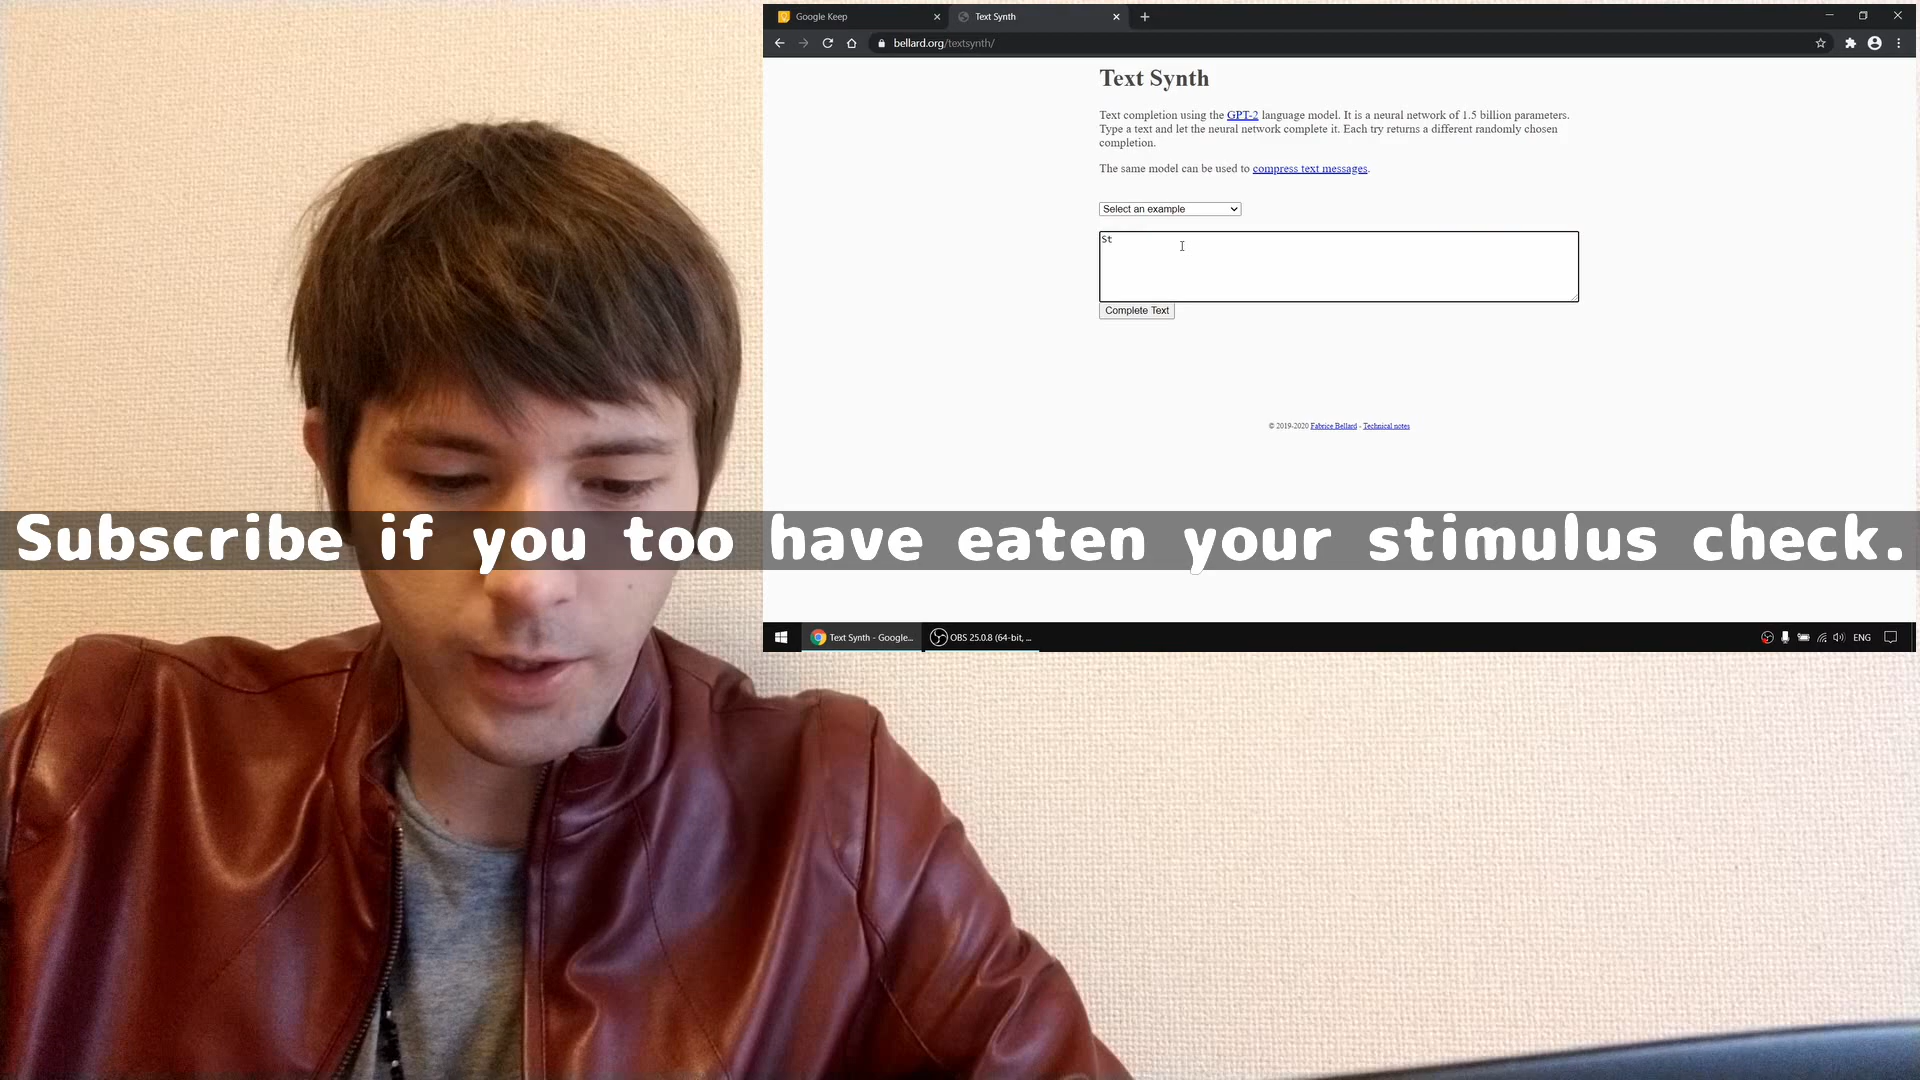 Google Keep
Text Synth
bellard.org/textsynth/
Text Synth
Text completion using the GPT-2 language model. It is a neural network of 1.5 billion parameters.
Type a text and let the neural network complete it. Each try returns a different randomly chosen
completion.
The same model can be used to compress text messages.
Select an example
St
Complete Text
© 2019-2020 Fabrice Bellard - Technical notes
Subscribe if you too have eaten your stimulus check.
Text Synth - Google...
OBS 25.0.8 (64-bit, ...
ENG